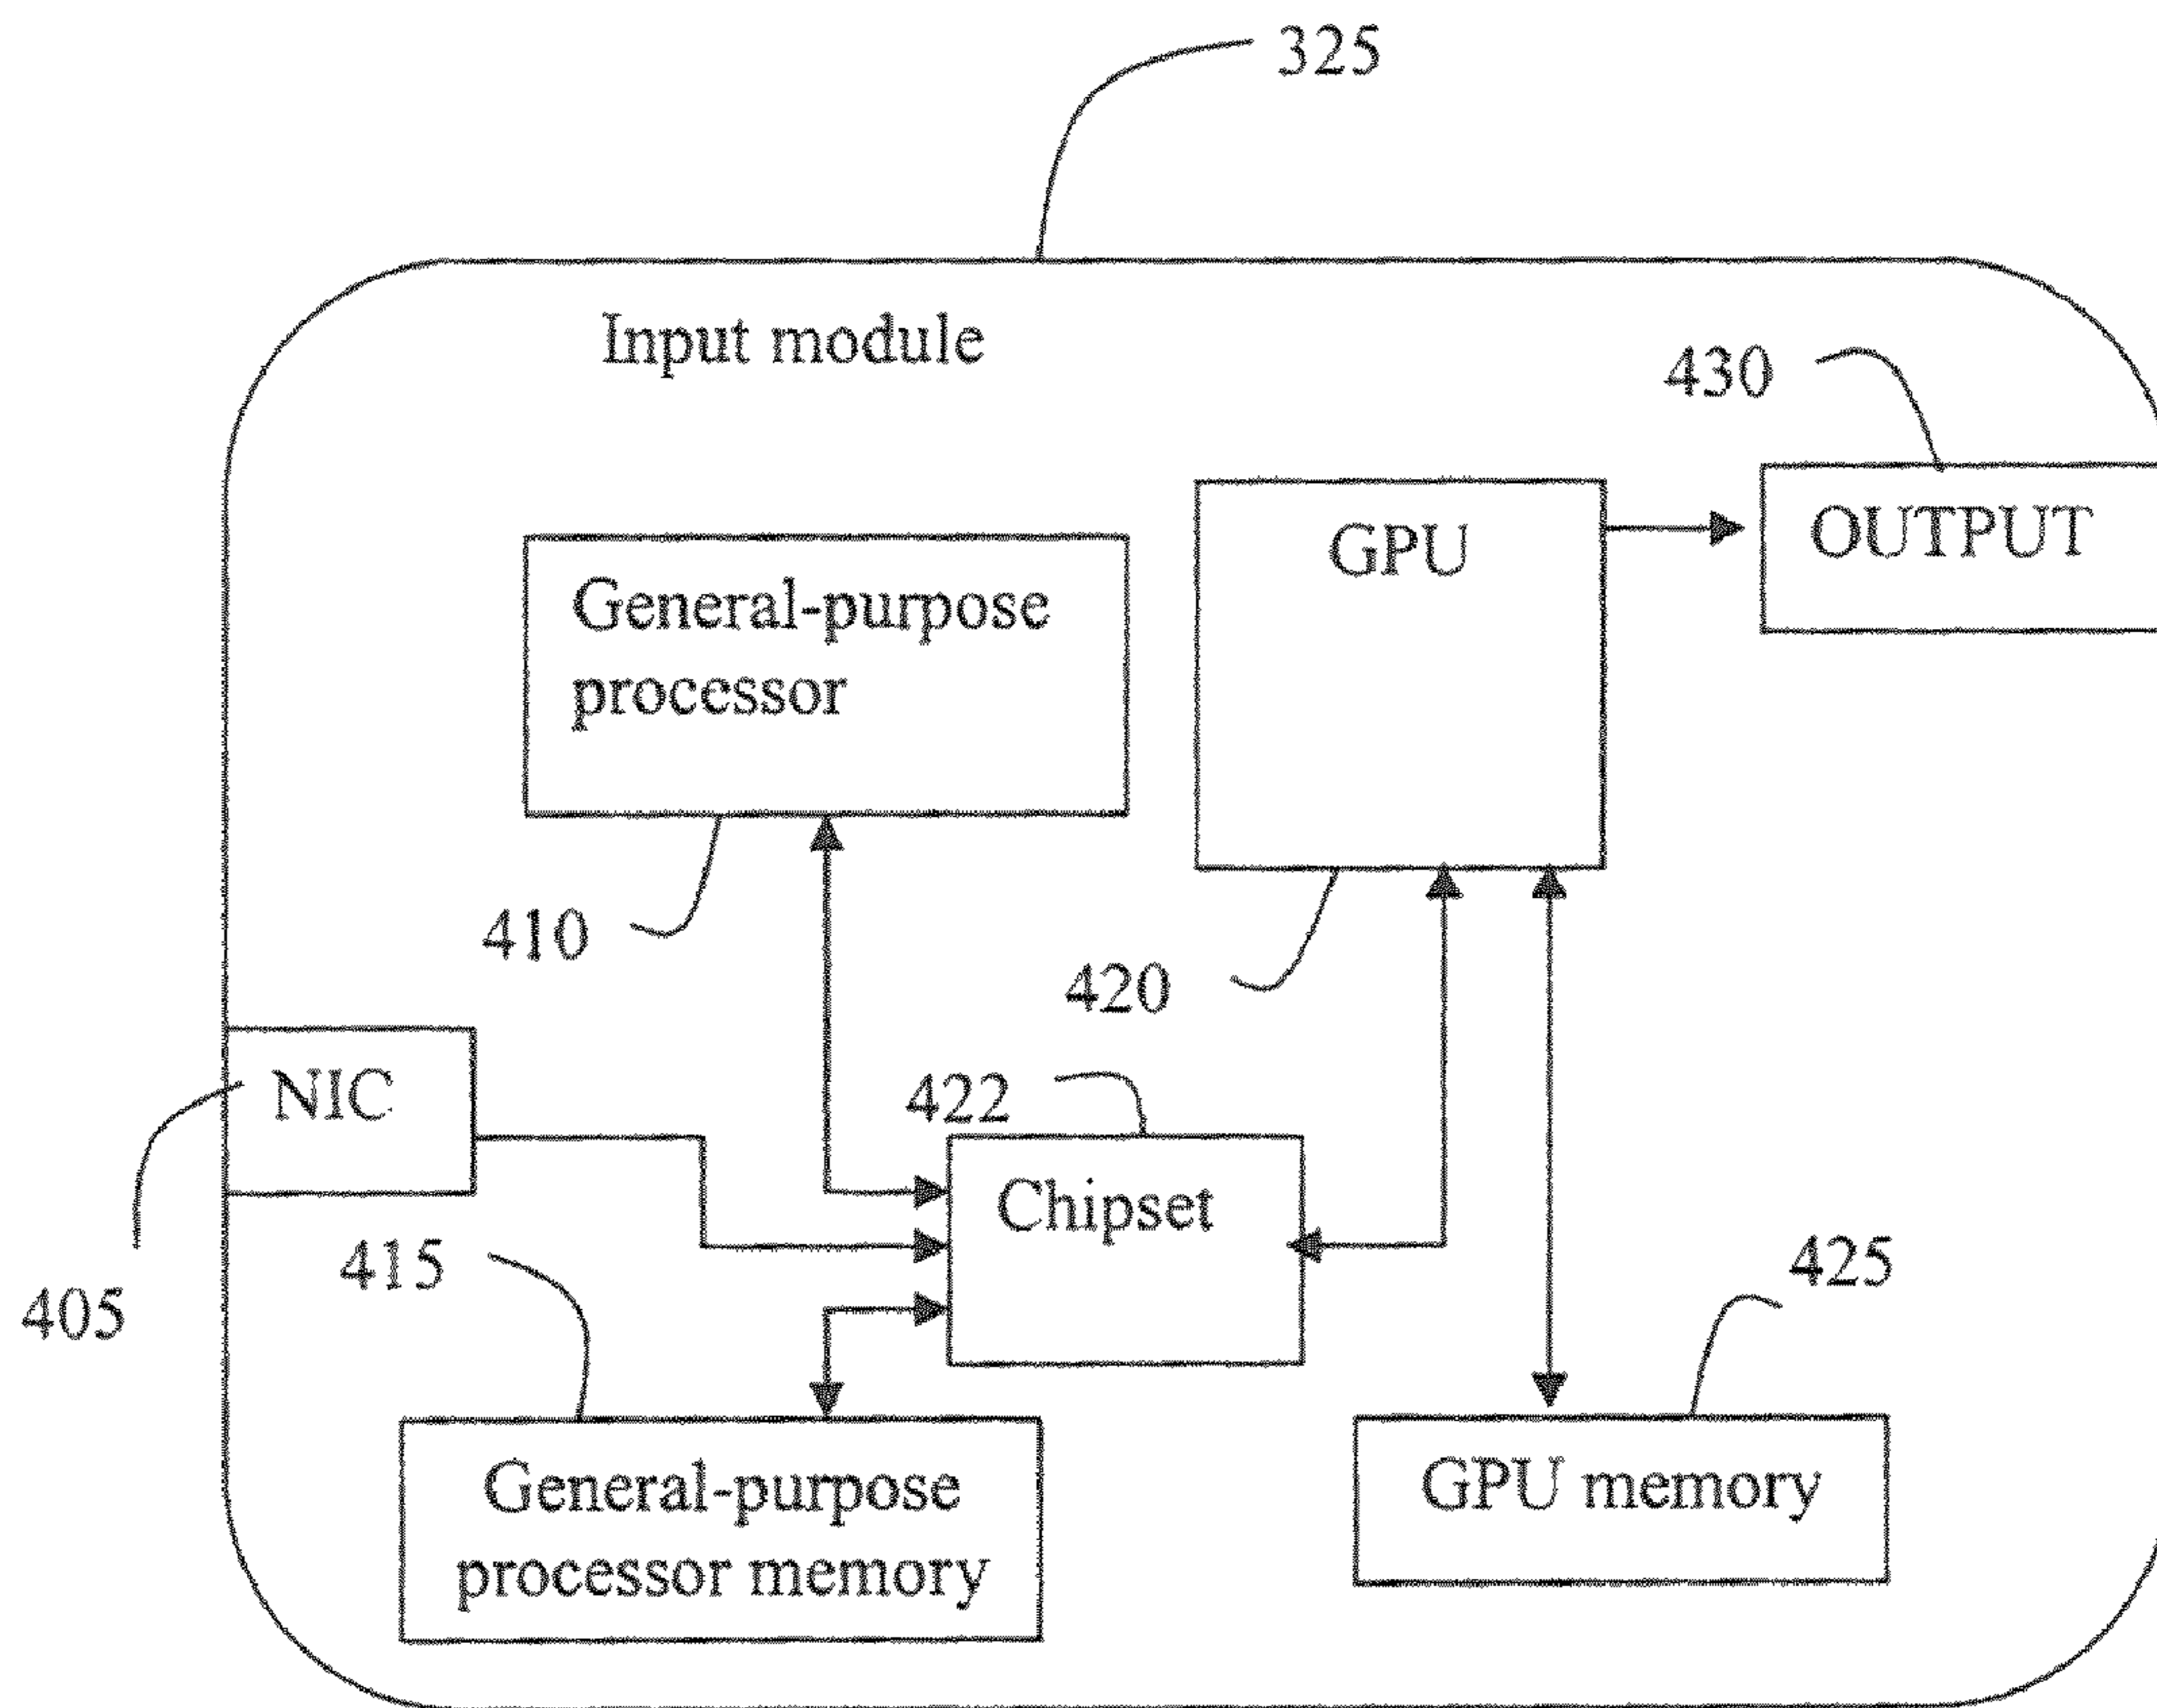 325
Input module
430
GPU
OUTPUT
General-purpose
processor
410
420
NIC
422
Chipset
415
425
405
General-purpose
processor memory
GPU memory